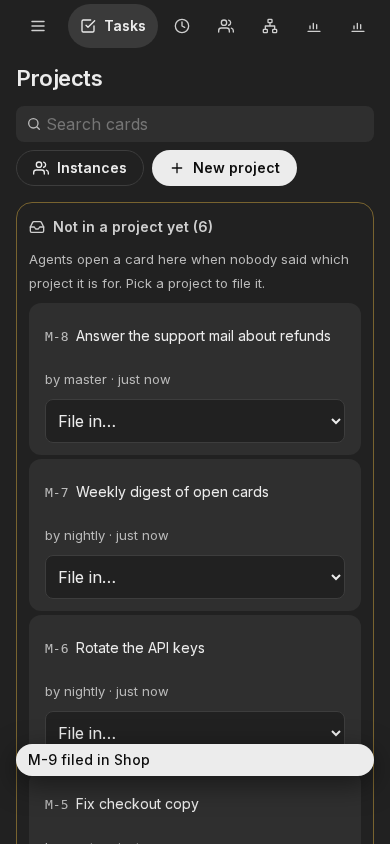 Tasks
Projects
Search cards
Instances
New project
Not in a project yet (6)
Agents open a card here when nobody said which
project it is for. Pick a project to file it.
M-8 Answer the support mail about refunds
by master · just now
File in...
M-7 Weekly digest of open cards
by nightly · just now
File in...
M-6 Rotate the API keys
by nightly · just now
File in...
M-9 filed in Shop
M-5 Fix checkout copy